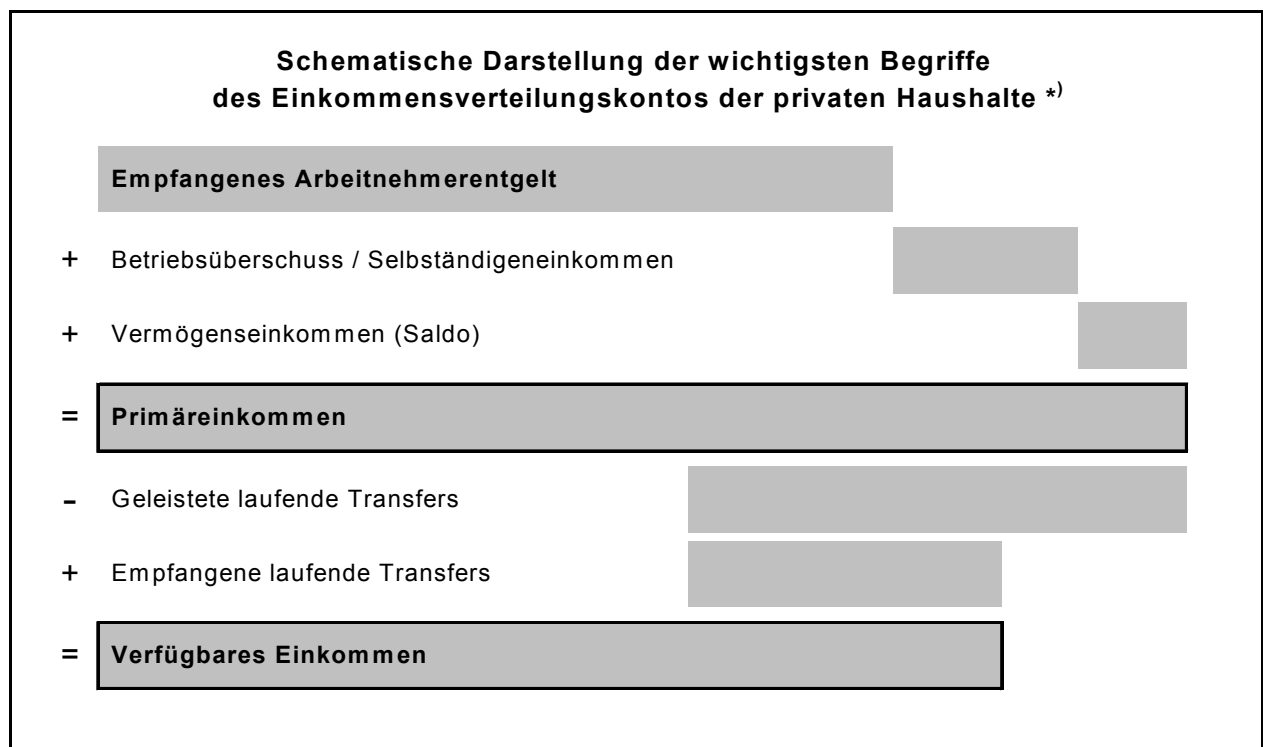 Schematische Darstellung der wichtigsten Begriffe
des Einkommensverteilungskontos der privaten Haushalte *)
Empfangenes Arbeitnehmerentgelt
+ Betriebsüberschuss / Selbständigeneinkommen
+ Vermögenseinkommen (Saldo)
= Primäreinkommen
- Geleistete laufende Transfers
+ Empfangene laufende Transfers
= Verfügbares Einkommen